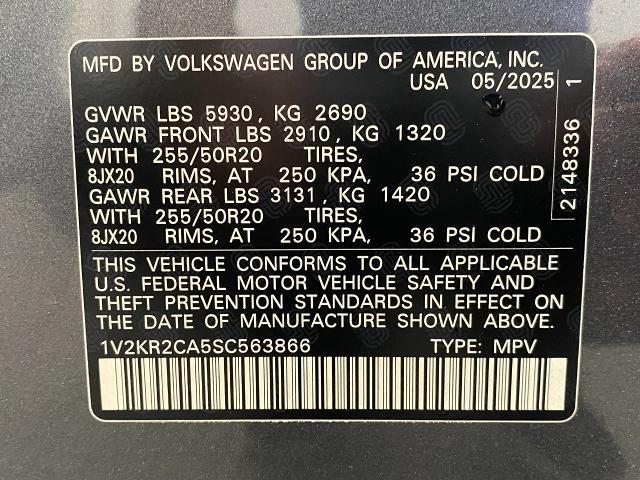 MFD BY VOLKSWAGEN GROUP OF AMERICA, INC.
USA 05/2025
GVWR LBS 5930, KG 2690
GAWR FRONT LBS 2910, KG 1320
WITH 255/50R20 TIRES,
8JX20 RIMS, AT 250 KPA, 36 PSI COLD
GAWR REAR LBS 3131, KG 1420
WITH 255/50R20 TIRES,
8JX20 RIMS, AT 250 KPA, 36 PSI COLD
2148336 1
THIS VEHICLE CONFORMS TO ALL APPLICABLE
U.S. FEDERAL MOTOR VEHICLE SAFETY AND
THEFT PREVENTION STANDARDS IN EFFECT ON
THE DATE OF MANUFACTURE SHOWN ABOVE.
1V2KR2CA5SC563866 TYPE: MPV